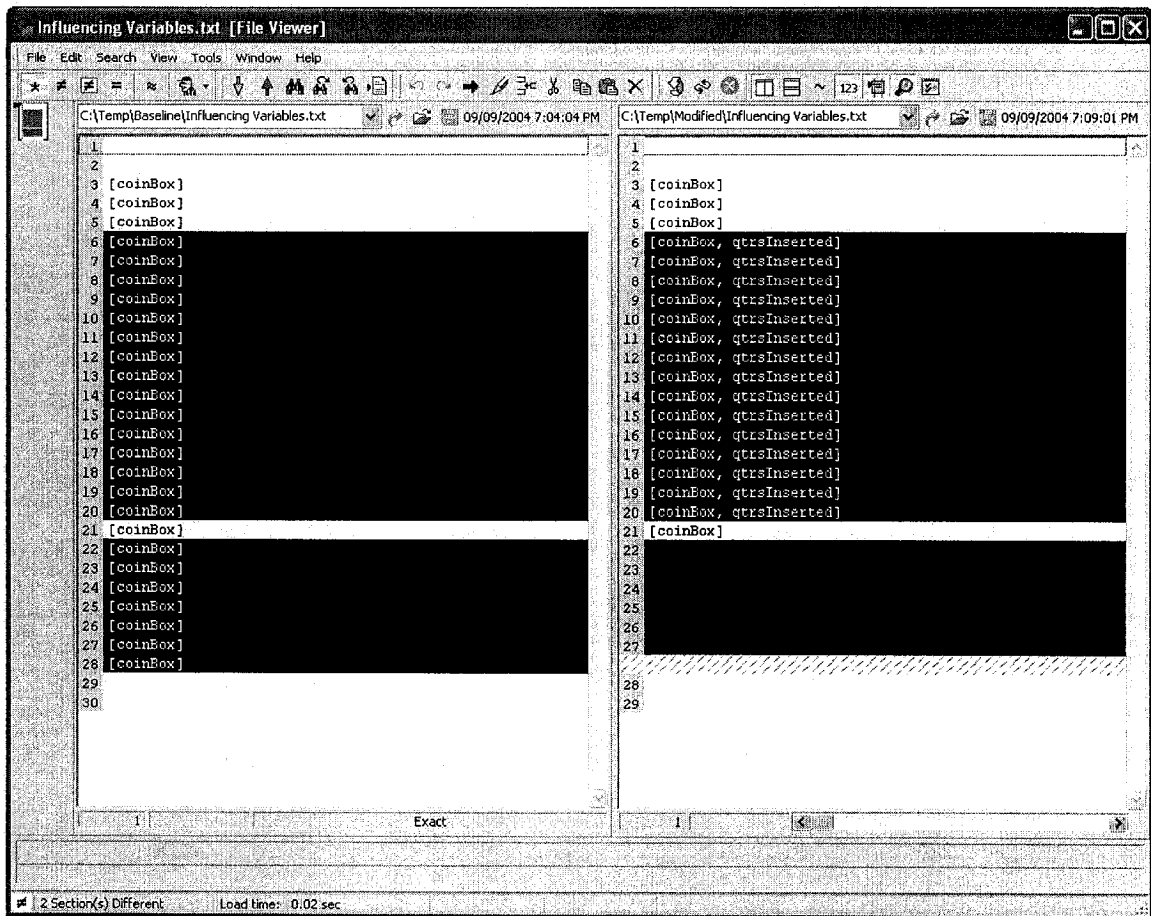 Influencing Variables.txt [File Viewer]
File Edit Search View Tools Window Help
123
C:\Temp\Baseline\Influencing Variables.txt 09/09/2004 7:04:04 PM
1
2
3 [coinBox]
4 [coinBox]
5 [coinBox]
6 [coinBox]
7 [coinBox]
8 [coinBox]
9 [coinBox]
10 [coinBox]
11 [coinBox]
12 [coinBox]
13 [coinBox]
14 [coinBox]
15 [coinBox]
16 [coinBox]
17 [coinBox]
18 [coinBox]
19 [coinBox]
20 [coinBox]
21 [coinBox]
22 [coinBox]
23 [coinBox]
24 [coinBox]
25 [coinBox]
26 [coinBox]
27 [coinBox]
28 [coinBox]
29
30
1 Exact
C:\Temp\Modified\Influencing Variables.txt 09/09/2004 7:09:01 PM
1
2
3 [coinBox]
4 [coinBox]
5 [coinBox]
6 [coinBox, qtrsInserted]
7 [coinBox, qtrsInserted]
8 [coinBox, qtrsInserted]
9 [coinBox, qtrsInserted]
10 [coinBox, qtrsInserted]
11 [coinBox, qtrsInserted]
12 [coinBox, qtrsInserted]
13 [coinBox, qtrsInserted]
14 [coinBox, qtrsInserted]
15 [coinBox, qtrsInserted]
16 [coinBox, qtrsInserted]
17 [coinBox, qtrsInserted]
18 [coinBox, qtrsInserted]
19 [coinBox, qtrsInserted]
20 [coinBox, qtrsInserted]
21 [coinBox]
22
23
24
25
26
27
28
29
1
2 Section(s) Different Load time: 0.02 sec